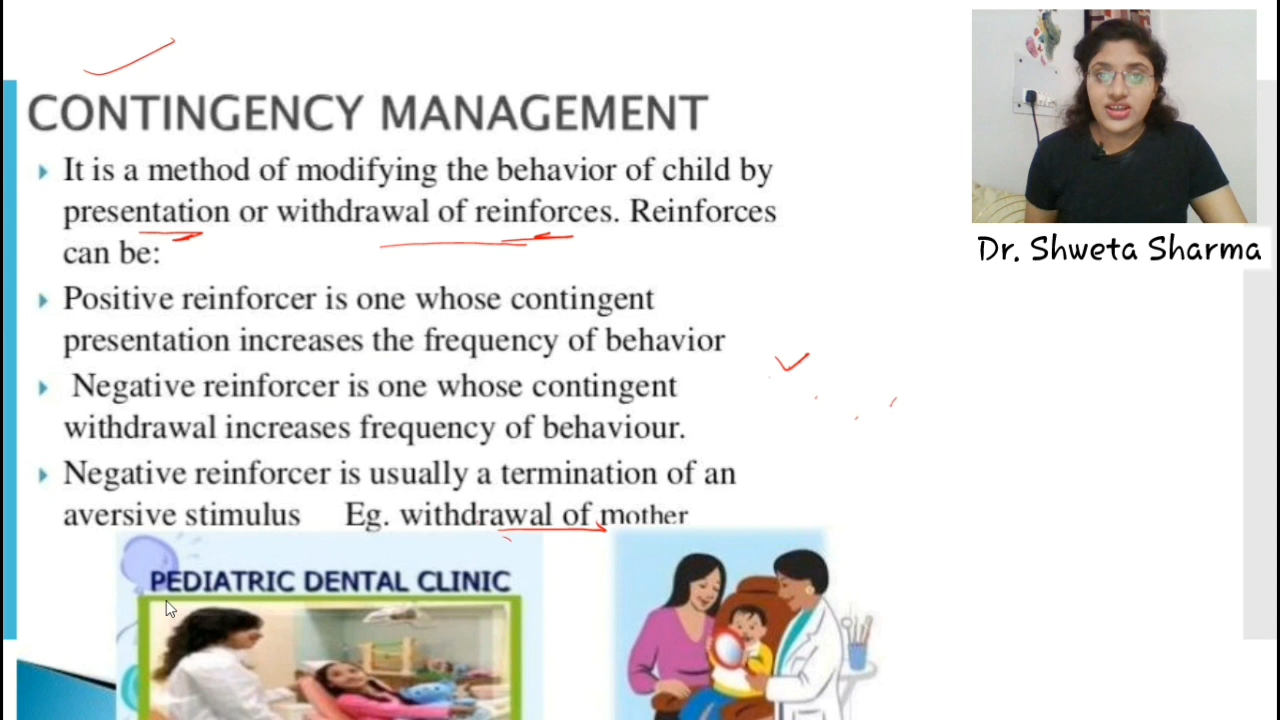 CONTINGENCY MANAGEMENT
It is a method of modifying the behavior of child by
presentation or withdrawal of reinforces. Reinforces
can be:
Positive reinforcer is one whose contingent
presentation increases the frequency of behavior
Negative reinforcer is one whose contingent
withdrawal increases frequency of behaviour.
Negative reinforcer is usually a termination of an
aversive stimulus Eg. withdrawal of mother
PEDIATRIC DENTAL CLINIC
Dr. Shweta Sharma